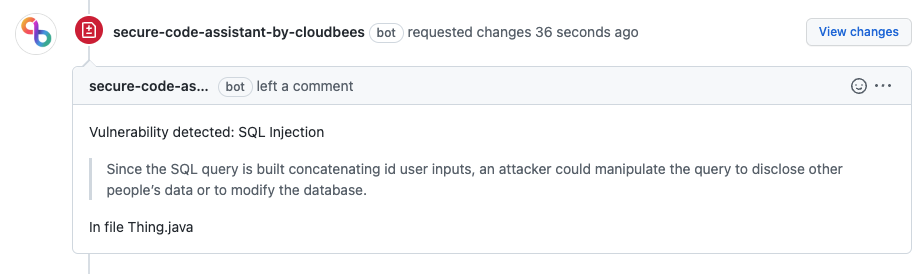 secure-code-assistant-by-cloudbees bot requested changes 36 seconds ago View changes
secure-code-as... bot left a comment
Vulnerability detected: SQL Injection
Since the SQL query is built concatenating id user inputs, an attacker could manipulate the query to disclose other
people’s data or to modify the database.
In file Thing.java